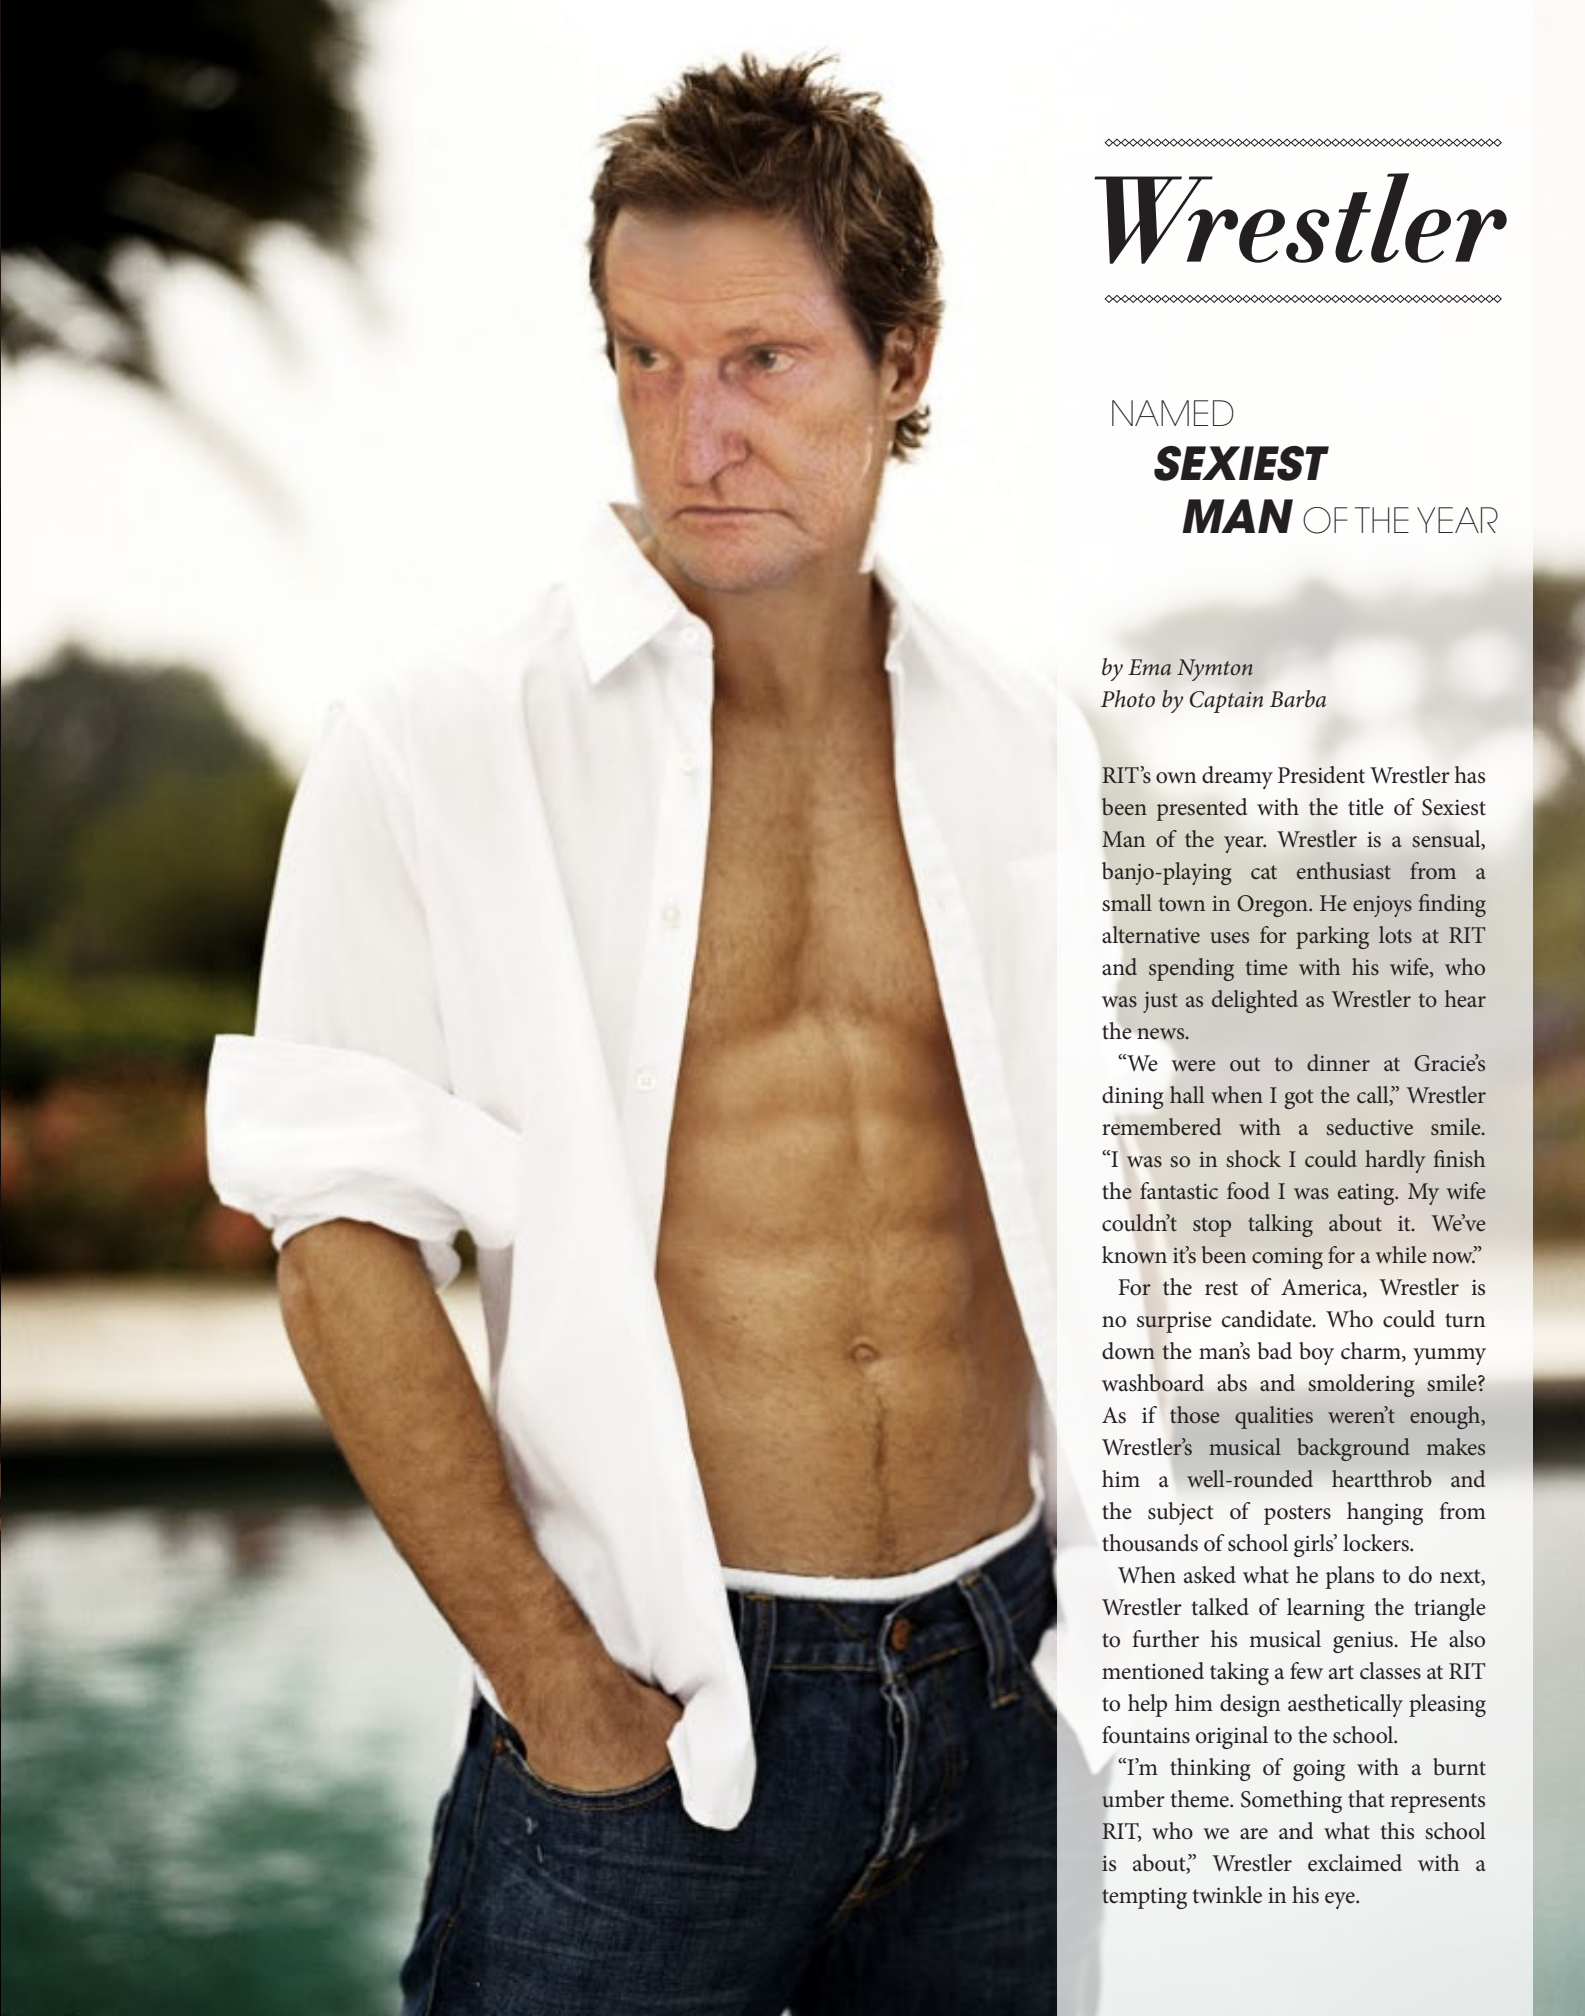 Wrestler
NAMED
SEXIEST
MAN OF THE YEAR
by Ema Nymton
Photo by Captain Barba
RIT’s own dreamy President Wrestler has
been presented with the title of Sexiest
Man of the year. Wrestler is a sensual,
banjo-playing cat enthusiast from a
small town in Oregon. He enjoys finding
alternative uses for parking lots at RIT
and spending time with his wife, who
was just as delighted as Wrestler to hear
the news.
“We were out to dinner at Gracie’s
dining hall when I got the call,” Wrestler
remembered with a seductive smile.
“I was so in shock I could hardly finish
the fantastic food I was eating. My wife
couldn’t stop talking about it. We’ve
known it’s been coming for a while now.”
For the rest of America, Wrestler is
no surprise candidate. Who could turn
down the man’s bad boy charm, yummy
washboard abs and smoldering smile?
As if those qualities weren’t enough,
Wrestler’s musical background makes
him a well-rounded heartthrob and
the subject of posters hanging from
thousands of school girls’ lockers.
When asked what he plans to do next,
Wrestler talked of learning the triangle
to further his musical genius. He also
mentioned taking a few art classes at RIT
to help him design aesthetically pleasing
fountains original to the school.
“I’m thinking of going with a burnt
umber theme. Something that represents
RIT, who we are and what this school
is about,” Wrestler exclaimed with a
tempting twinkle in his eye.